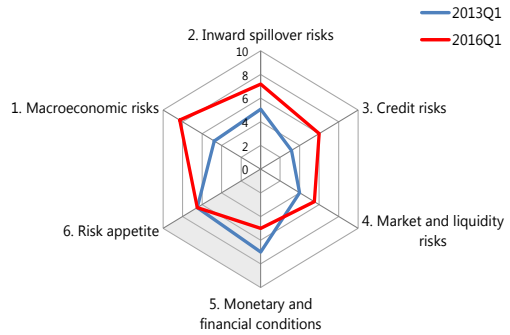 2013Q1
2016Q1
2. Inward spillover risks
10
8
6
4
2
0
1. Macroeconomic risks
3. Credit risks
4. Market and liquidity
risks
6. Risk appetite
5. Monetary and
financial conditions